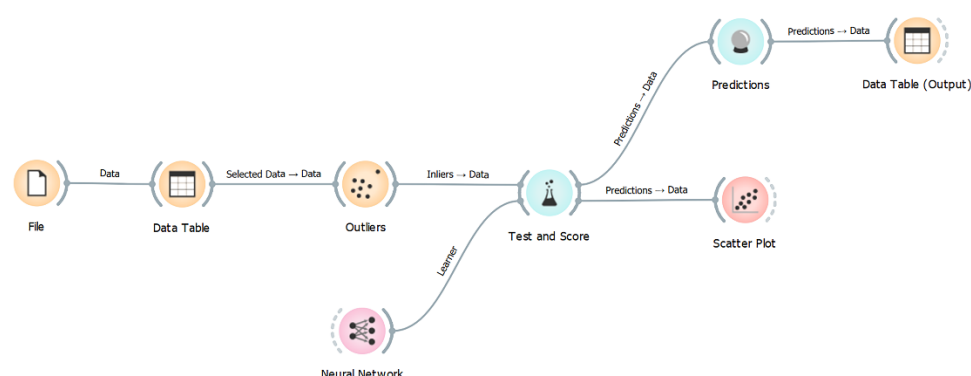 Predictions → Data
Predictions
Data Table (Output)
Predictions → Data
Data
Selected Data → Data
Inliers → Data
Predictions → Data
File
Data Table
Outliers
Test and Score
Scatter Plot
Learner
Neural Network